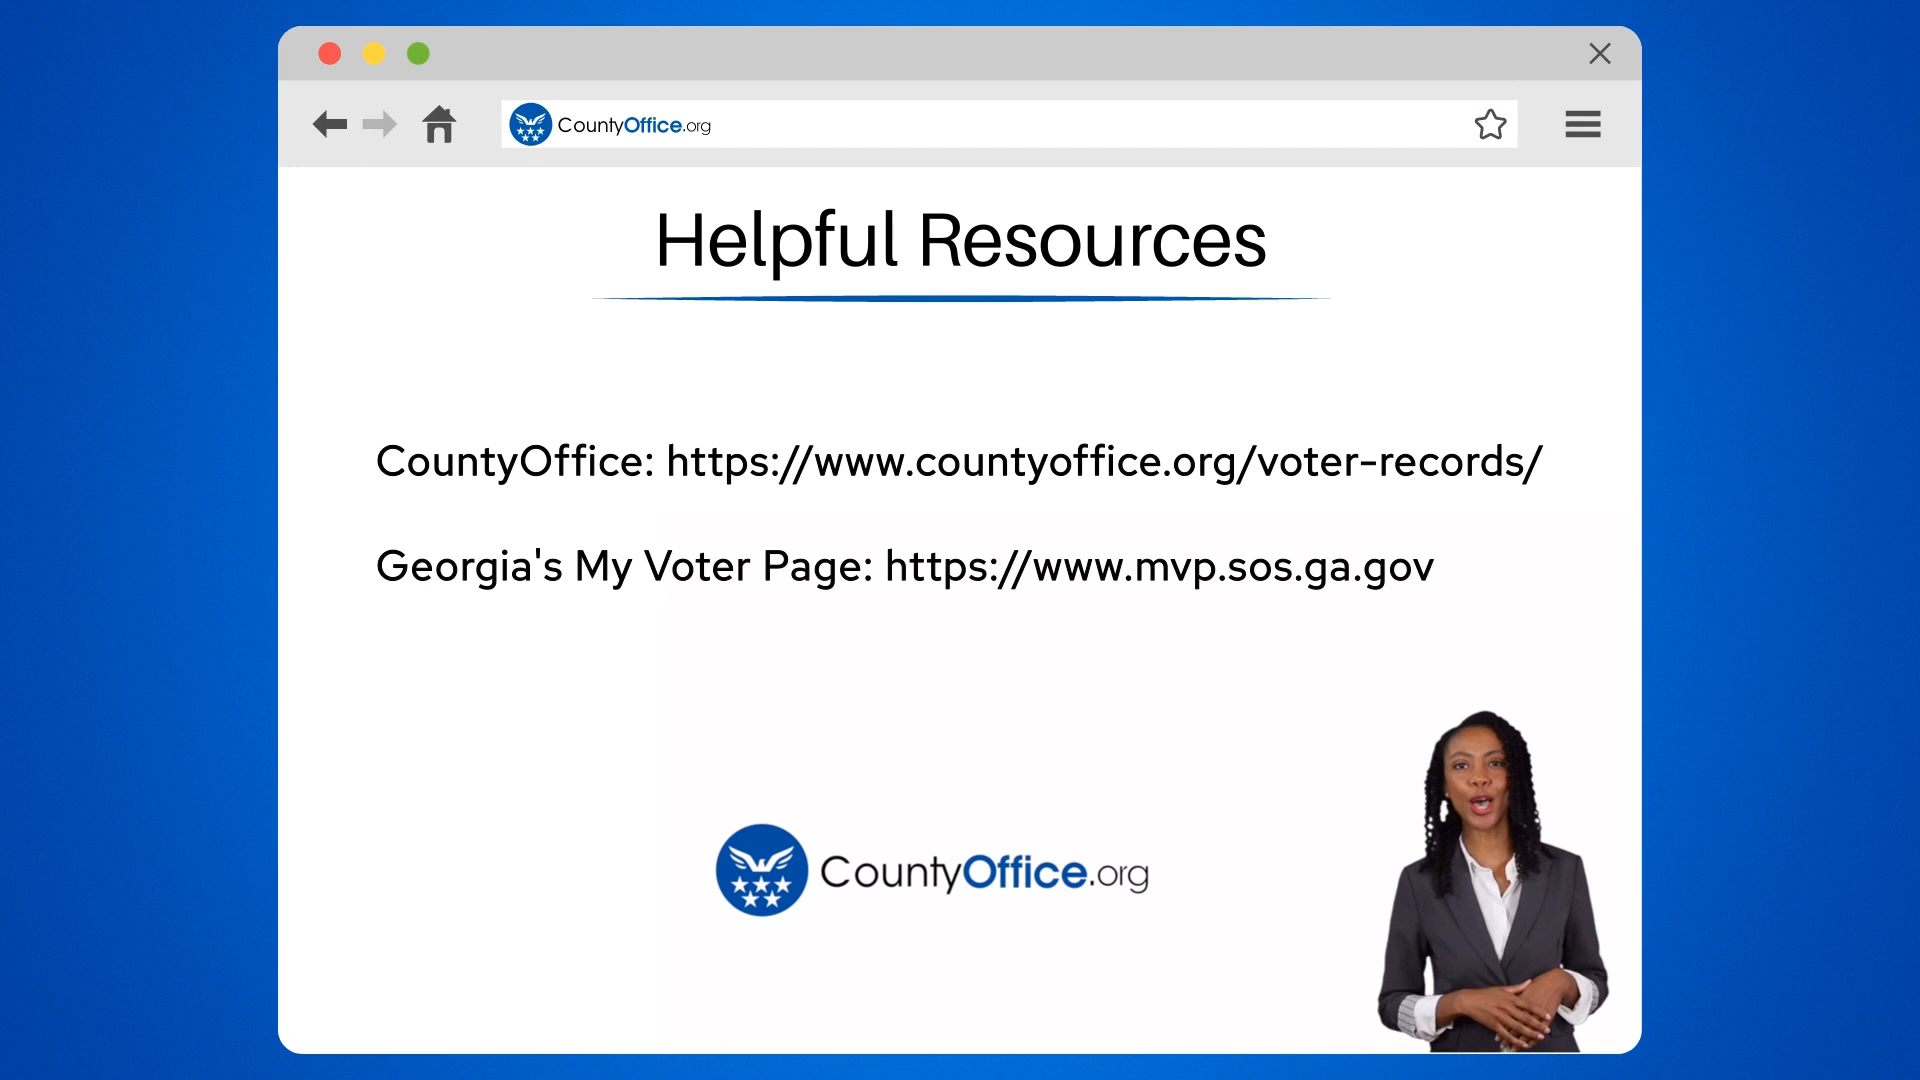 CountyOffice.org
Helpful Resources
CountyOffice: https://www.countyoffice.org/voter-records/
Georgia's My Voter Page: https://www.mvp.sos.ga.gov
CountyOffice.org